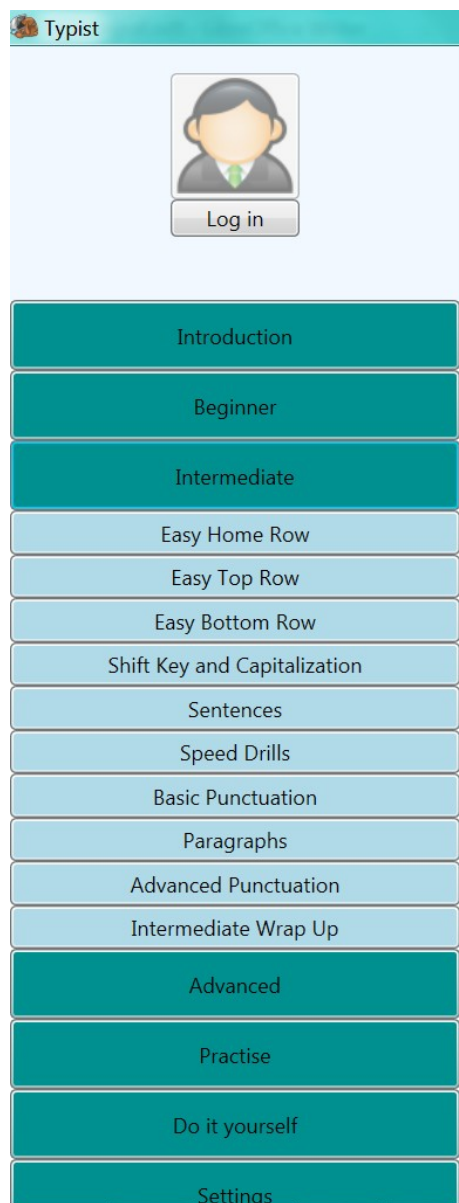 Typist
Log in
Introduction
Beginner
Intermediate
Easy Home Row
Easy Top Row
Easy Bottom Row
Shift Key and Capitalization
Sentences
Speed Drills
Basic Punctuation
Paragraphs
Advanced Punctuation
Intermediate Wrap Up
Advanced
Practise
Do it yourself
Settings